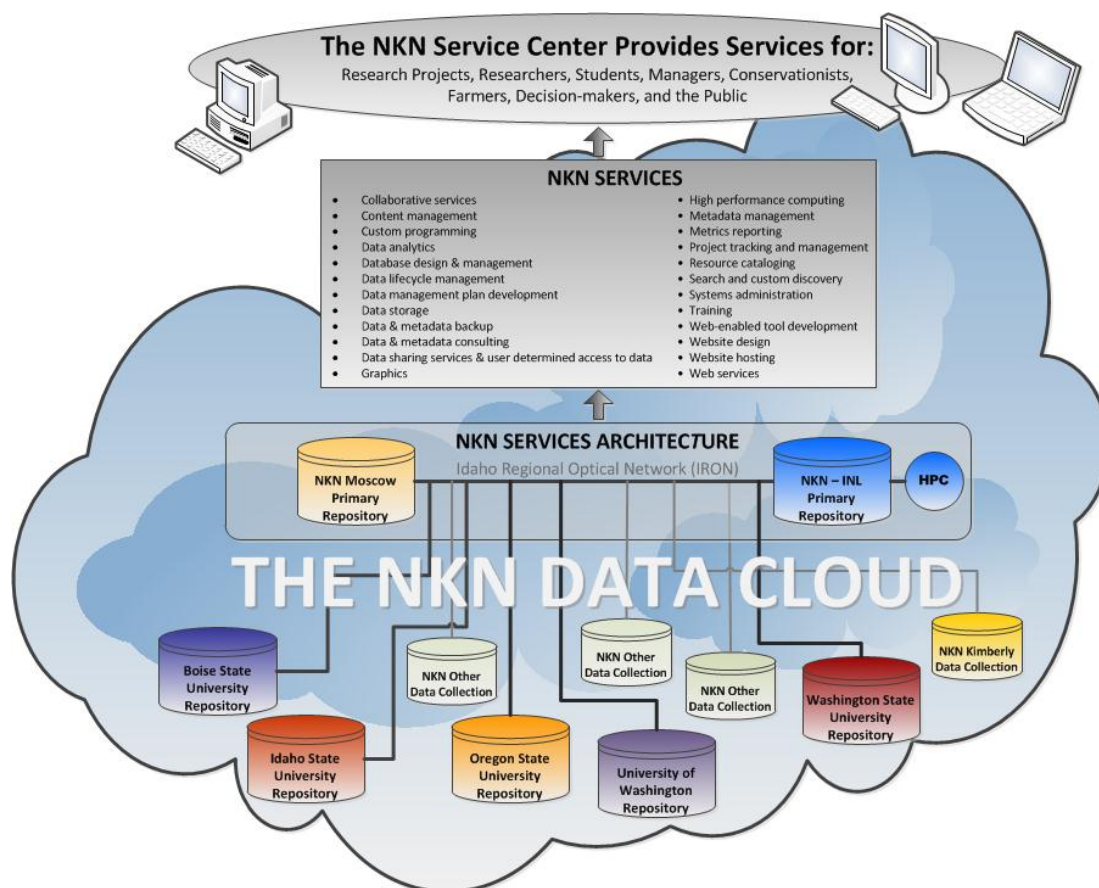 The NKN Service Center Provides Services for:
Research Projects, Researchers, Students, Managers, Conservationists,
Farmers, Decision-makers, and the Public
NKN SERVICES
• Collaborative services
• Content management
• Custom programming
• Data analytics
• Database design & management
• Data lifecycle management
• Data management plan development
• Data storage
• Data & metadata backup
• Data & metadata consulting
• Data sharing services & user determined access to data
• Graphics
• High performance computing
• Metadata management
• Metrics reporting
• Project tracking and management
• Resource cataloging
• Search and custom discovery
• Systems administration
• Training
• Web-enabled tool development
• Website design
• Website hosting
• Web services
NKN SERVICES ARCHITECTURE
Idaho Regional Optical Network (IRON)
NKN Moscow
Primary
Repository
NKN – INL
Primary
Repository
HPC
THE NKN DATA CLOUD
Boise State
University
Repository
NKN Other
Data Collection
NKN Other
Data Collection
NKN Other
Data Collection
NKN Kimberly
Data Collection
Washington State
University
Repository
Idaho State
University
Repository
Oregon State
University
Repository
University of
Washington
Repository